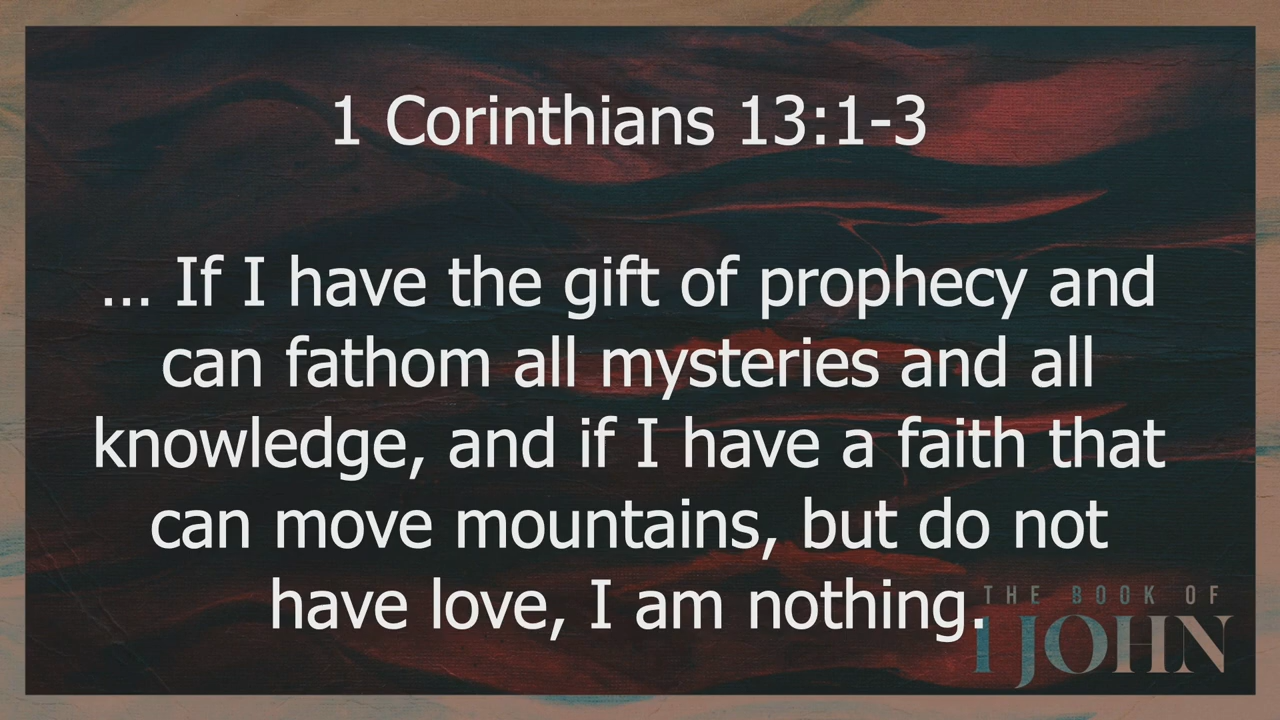 1 Corinthians 13:1-3
... If I have the gift of prophecy and
can fathom all mysteries and all
knowledge, and if I have a faith that
can move mountains, but do not
have love, I am nothing.
THE BOOK OF
1 JOHN